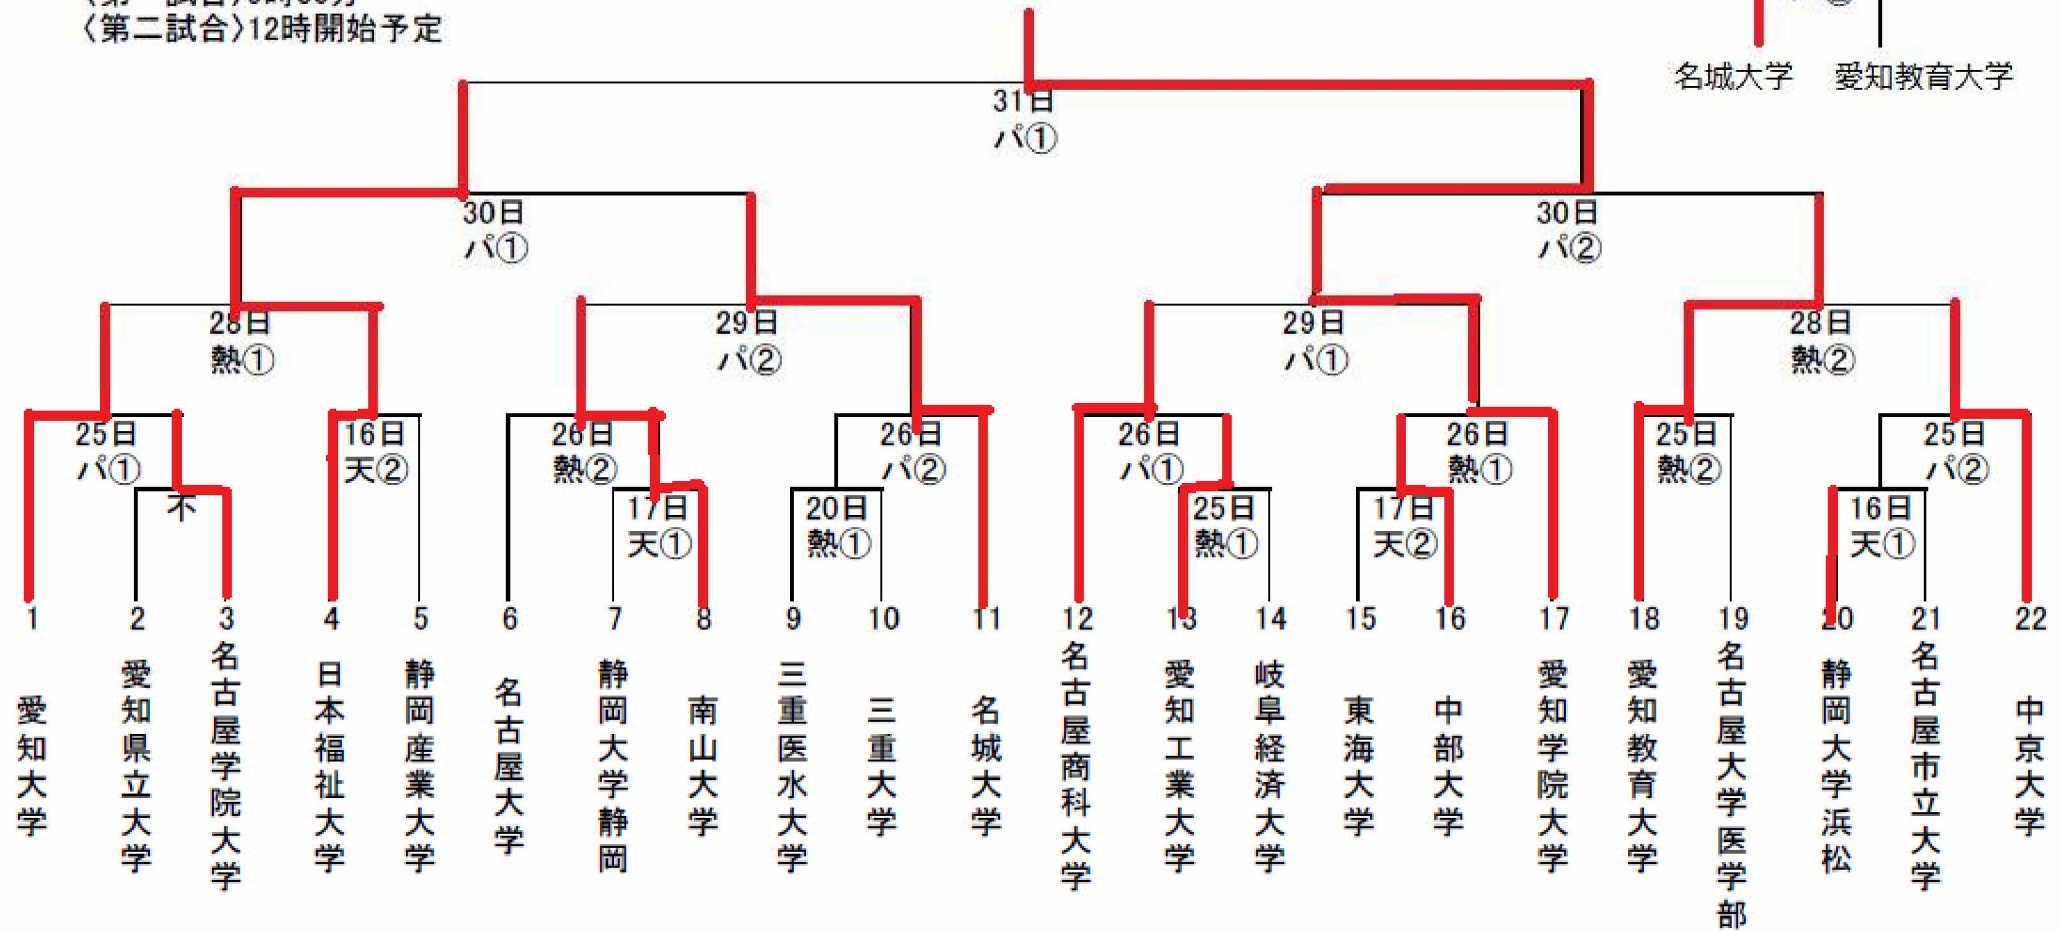 〈第二試合〉12時開始予定
名城大学 愛知教育大学
31日
パ①
30日 30日
パ① パ②
28日 29日 29日 28日
熱① パ② パ①熱②
25日 16日 26日 26日 26日 26日 25日 25日
パ① 天② 熱② パ② パ① 熱① 熱② パ②
不 17日 20日 25日 17日 16日
天① 熱① 熱① 天② 天①
1 2 3 4 5 6 7 8 9 10 11 12 13 14 15 16 17 18 19 20 21 22
愛知大学
愛知県立大学
名古屋学院大学
日本福祉大学
静岡産業大学
名古屋大学
静岡大学静岡
南山大学
三重医水大学
三重大学
名城大学
名古屋商科大学
愛知工業大学
岐阜経済大学
東海大学
中部大学
愛知学院大学
愛知教育大学
名古屋大学医学部
静岡大学浜松
名古屋市立大学
中京大学